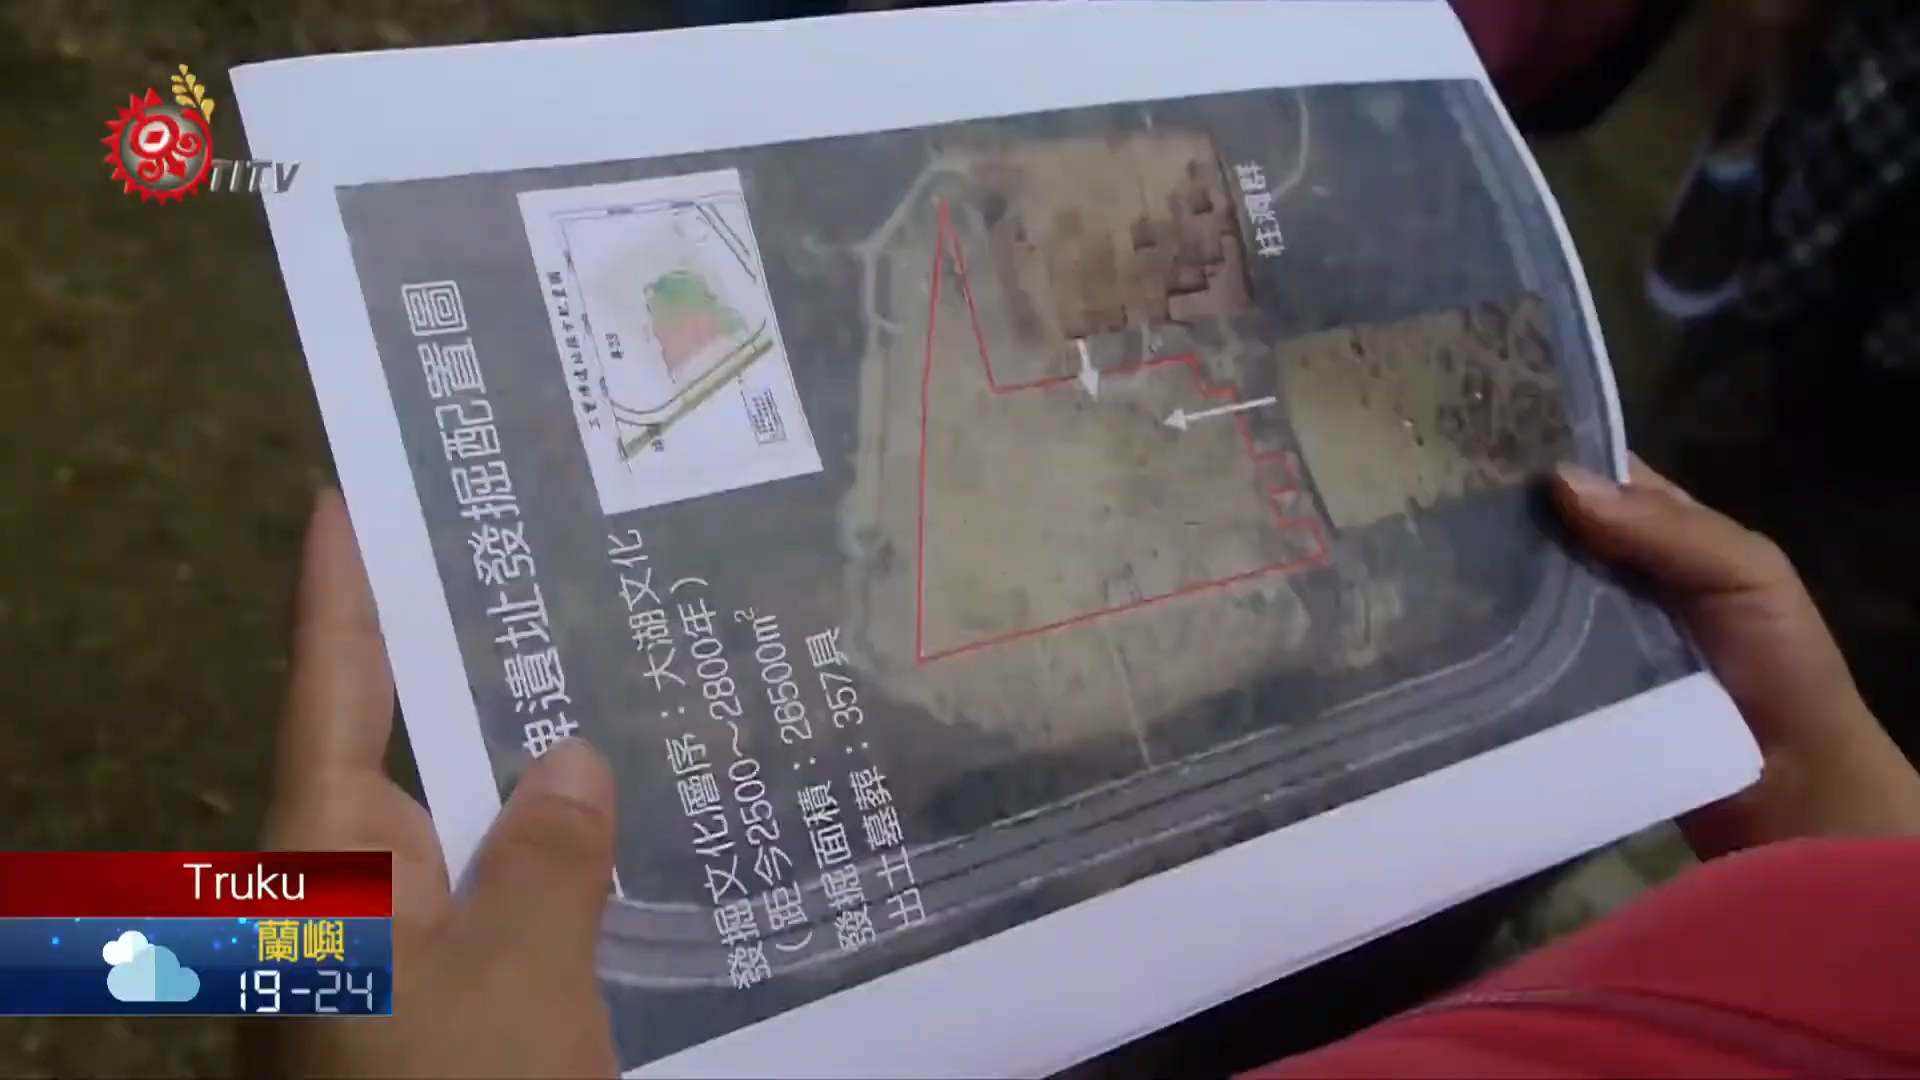 TITV
埤遺址發掘配置圖
發掘文化層序：大湖文化
（距今2500～2800年）
發掘面積：26500m²
出土墓葬：357具
柱洞群
Truku
蘭嶼
19-24